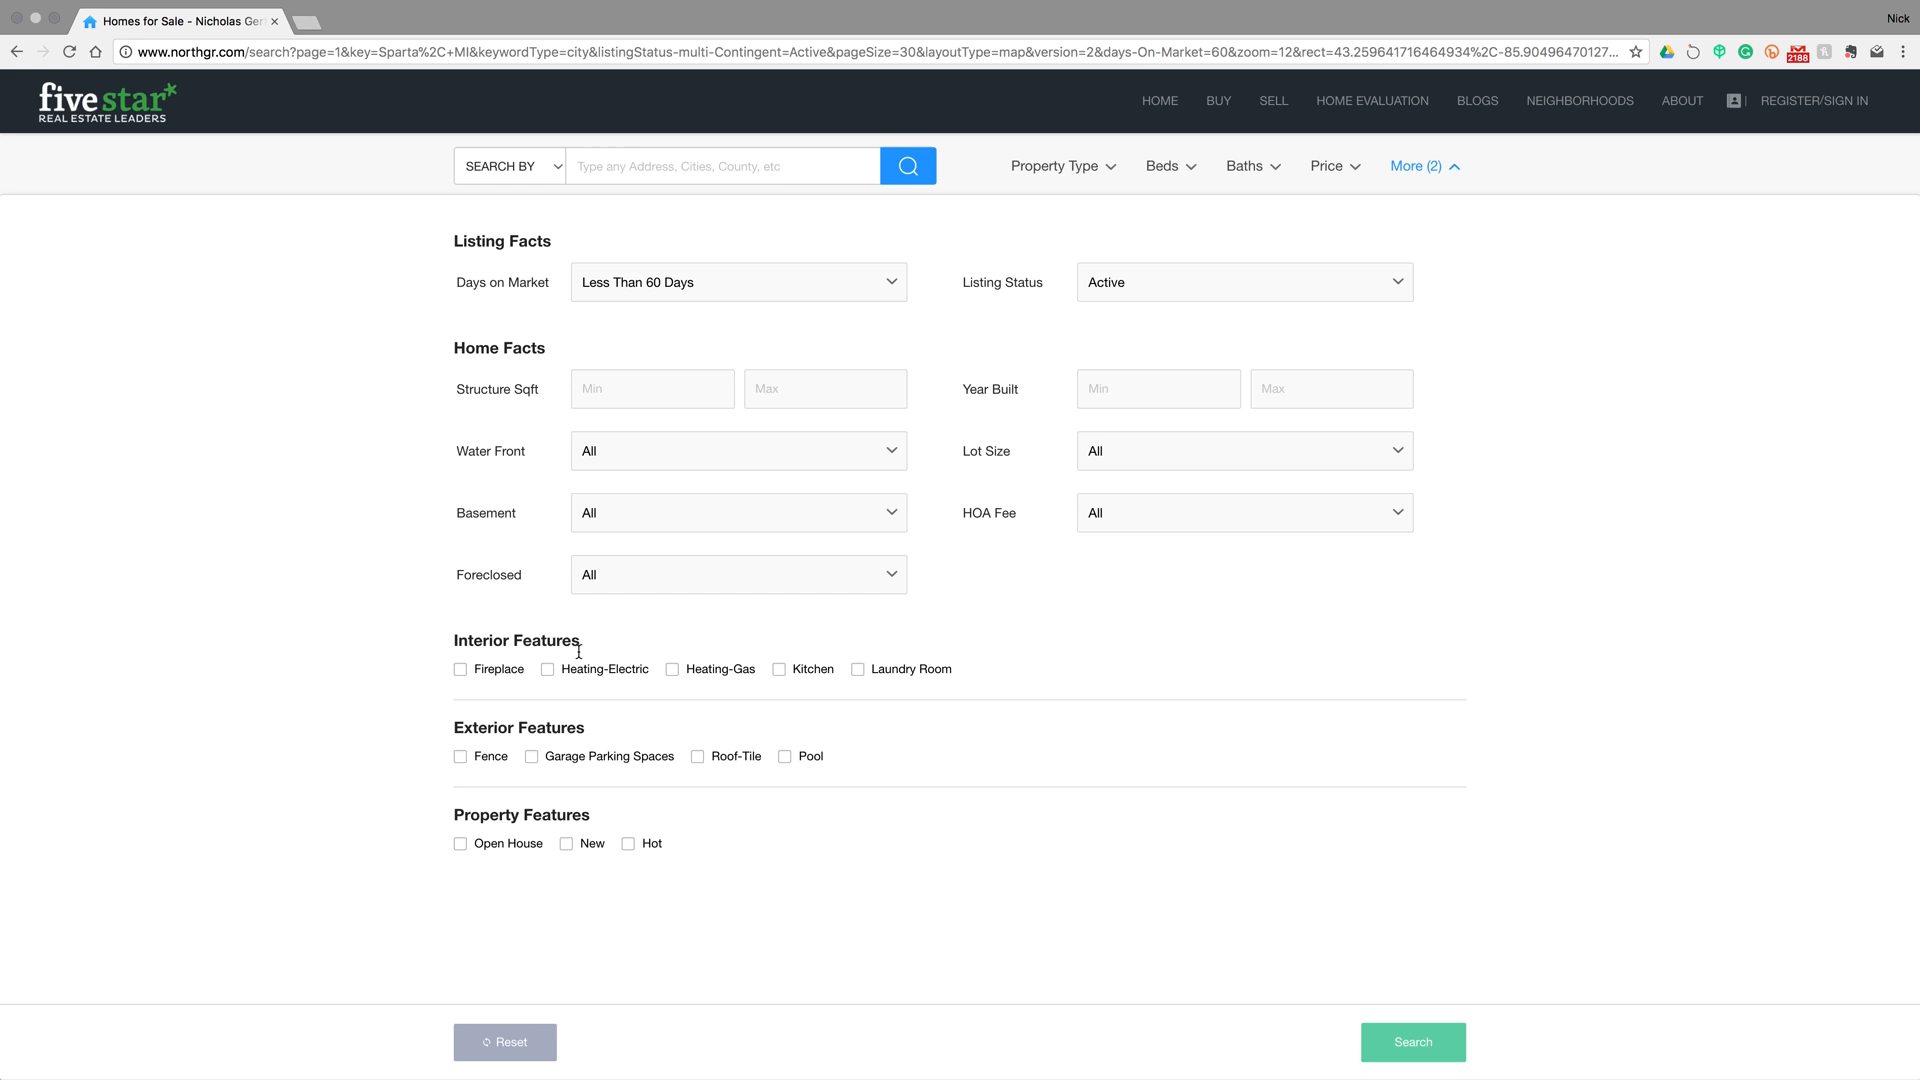 Homes for Sale - Nicholas Ger
Nick
www.northgr.com/search?page=1&key=Sparta%2C+MI&keywordType=city&listingStatus-multi-Contingent=Active&pageSize=30&layoutType=map&version=2&days-On-Market=60&zoom=12&rect=43.259641716464934%2C-85.90496470127...
2188
five star*
REAL ESTATE LEADERS
HOME BUY SELL HOME EVALUATION BLOGS NEIGHBORHOODS ABOUT | REGISTER/SIGN IN
SEARCH BY Type any Address, Cities, County, etc Property Type Beds Baths Price More (2)
Listing Facts
Days on Market Less Than 60 Days Listing Status Active
Home Facts
Structure Sqft Min Max Year Built Min Max
Water Front All Lot Size All
Basement All HOA Fee All
Foreclosed All
Interior Features
Fireplace Heating-Electric Heating-Gas Kitchen Laundry Room
Exterior Features
Fence Garage Parking Spaces Roof-Tile Pool
Property Features
Open House New Hot
Reset Search